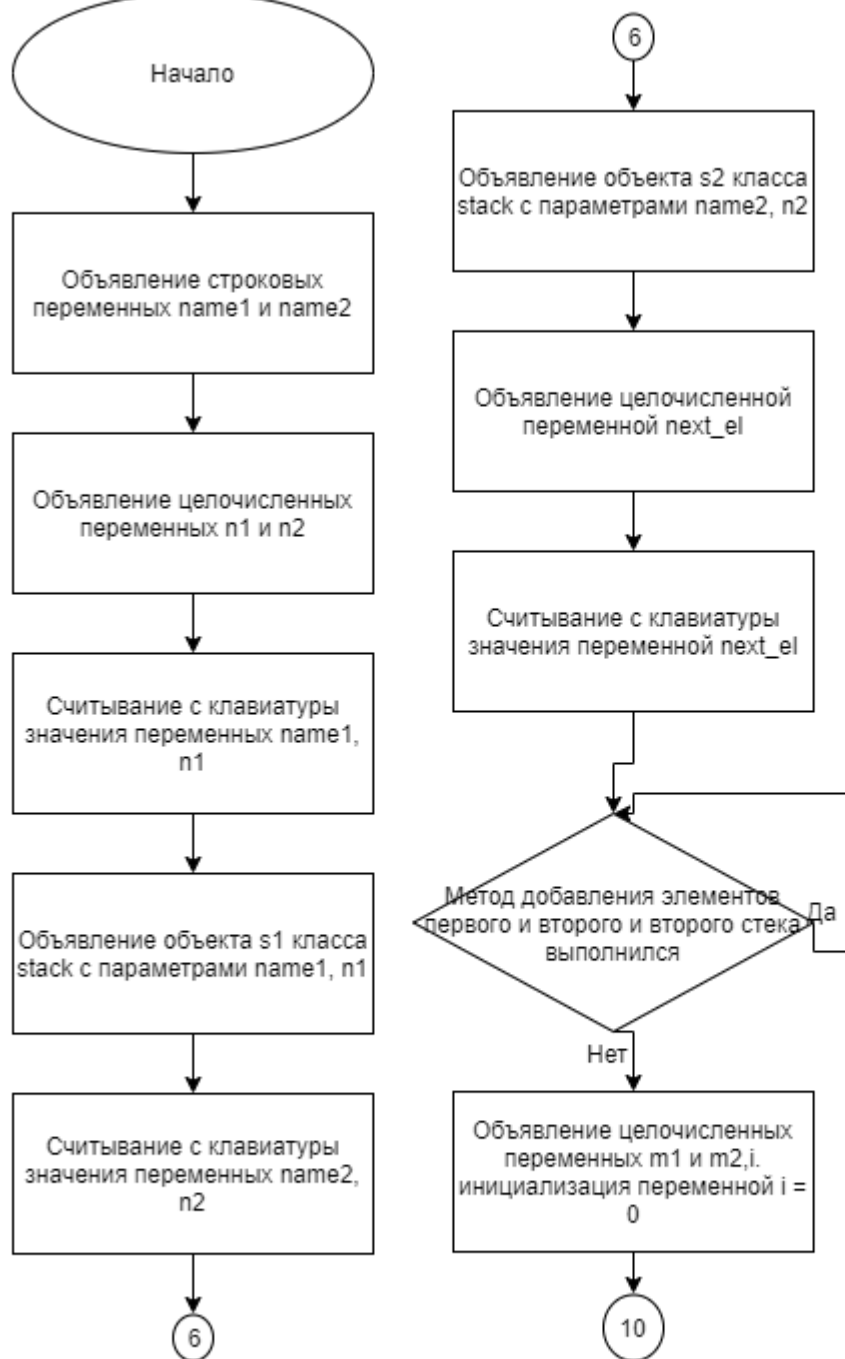 Начало
Объявление строковых
переменных name1 и name2
Объявление целочисленных
переменных n1 и n2
Считывание с клавиатуры
значения переменных name1,
n1
Объявление объекта s1 класса
stack с параметрами name1, n1
Считывание с клавиатуры
значения переменных name2,
n2
6
6
Объявление объекта s2 класса
stack с параметрами name2, n2
Объявление целочисленной
переменной next_el
Считывание с клавиатуры
значения переменной next_el
Метод добавления элементов
первого и второго и второго стека
выполнился
Да
Нет
Объявление целочисленных
переменных m1 и m2,i.
инициализация переменной i =
0
10